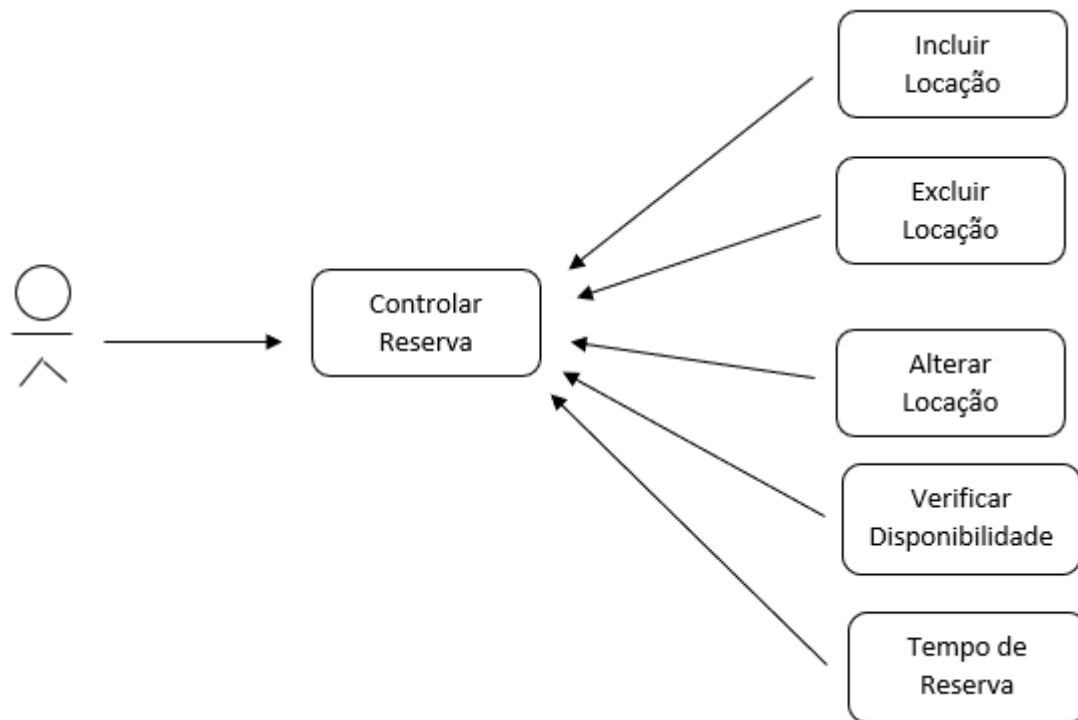 Incluir
Locação
Excluir
Locação
Controlar
Reserva
Alterar
Locação
Verificar
Disponibilidade
Tempo de
Reserva